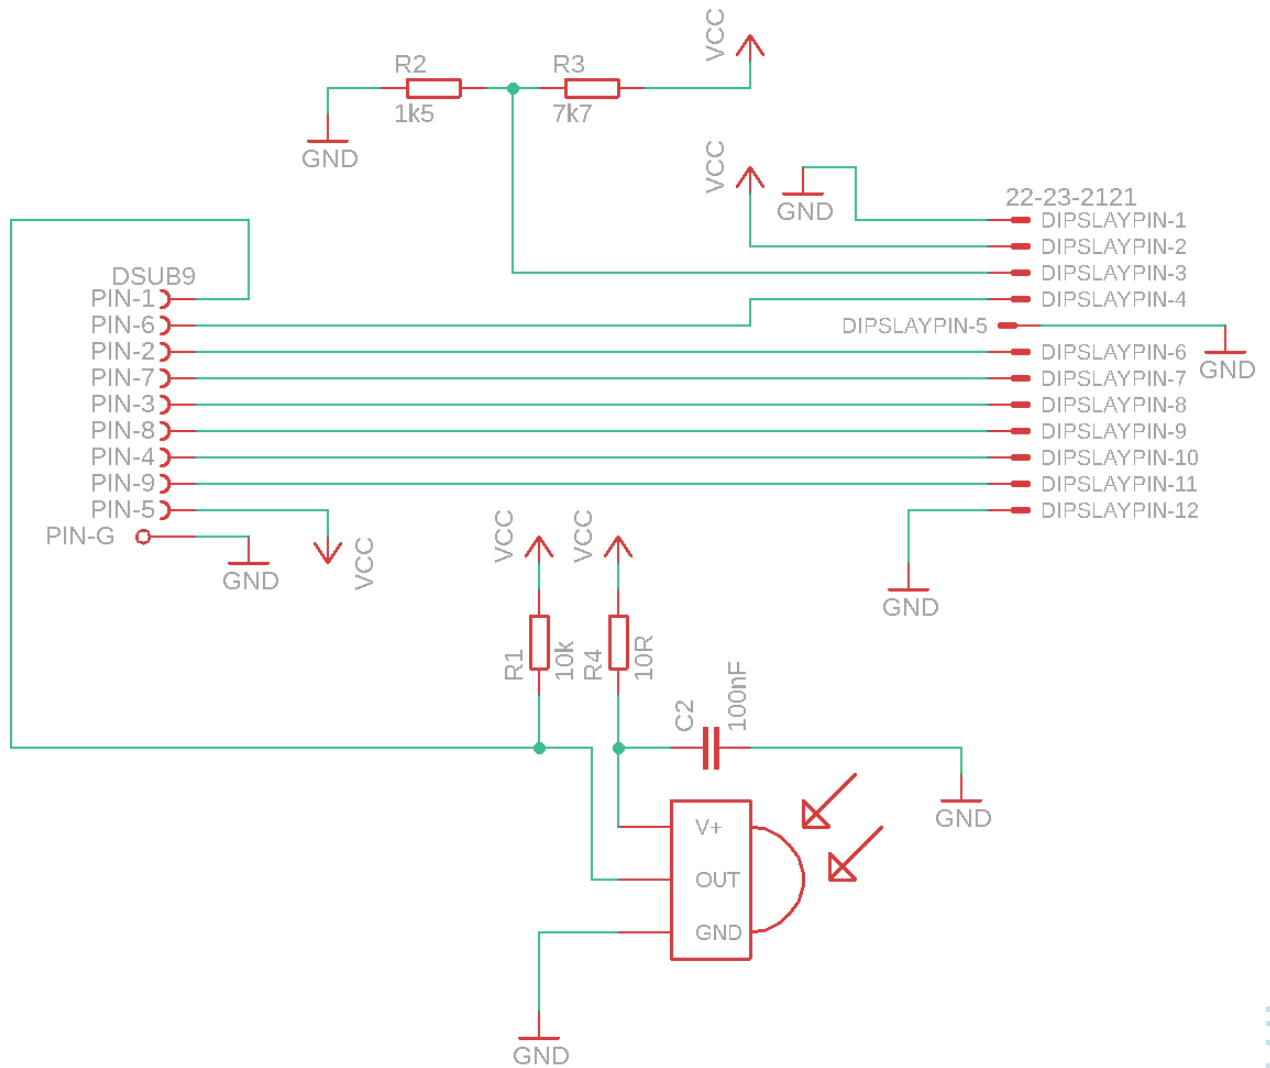 VCC
R2
R3
1k5
7k7
GND
VCC
GND
22-23-2121
DIPSLAYPIN-1
DIPSLAYPIN-2
DIPSLAYPIN-3
DIPSLAYPIN-4
DIPSLAYPIN-5
DIPSLAYPIN-6
GND
DIPSLAYPIN-7
DIPSLAYPIN-8
DIPSLAYPIN-9
DIPSLAYPIN-10
DIPSLAYPIN-11
DIPSLAYPIN-12
GND
DSUB9
PIN-1
PIN-6
PIN-2
PIN-7
PIN-3
PIN-8
PIN-4
PIN-9
PIN-5
PIN-G
GND
VCC
VCC
VCC
R1
10k
R4
10R
C2
100nF
GND
V+
OUT
GND
GND